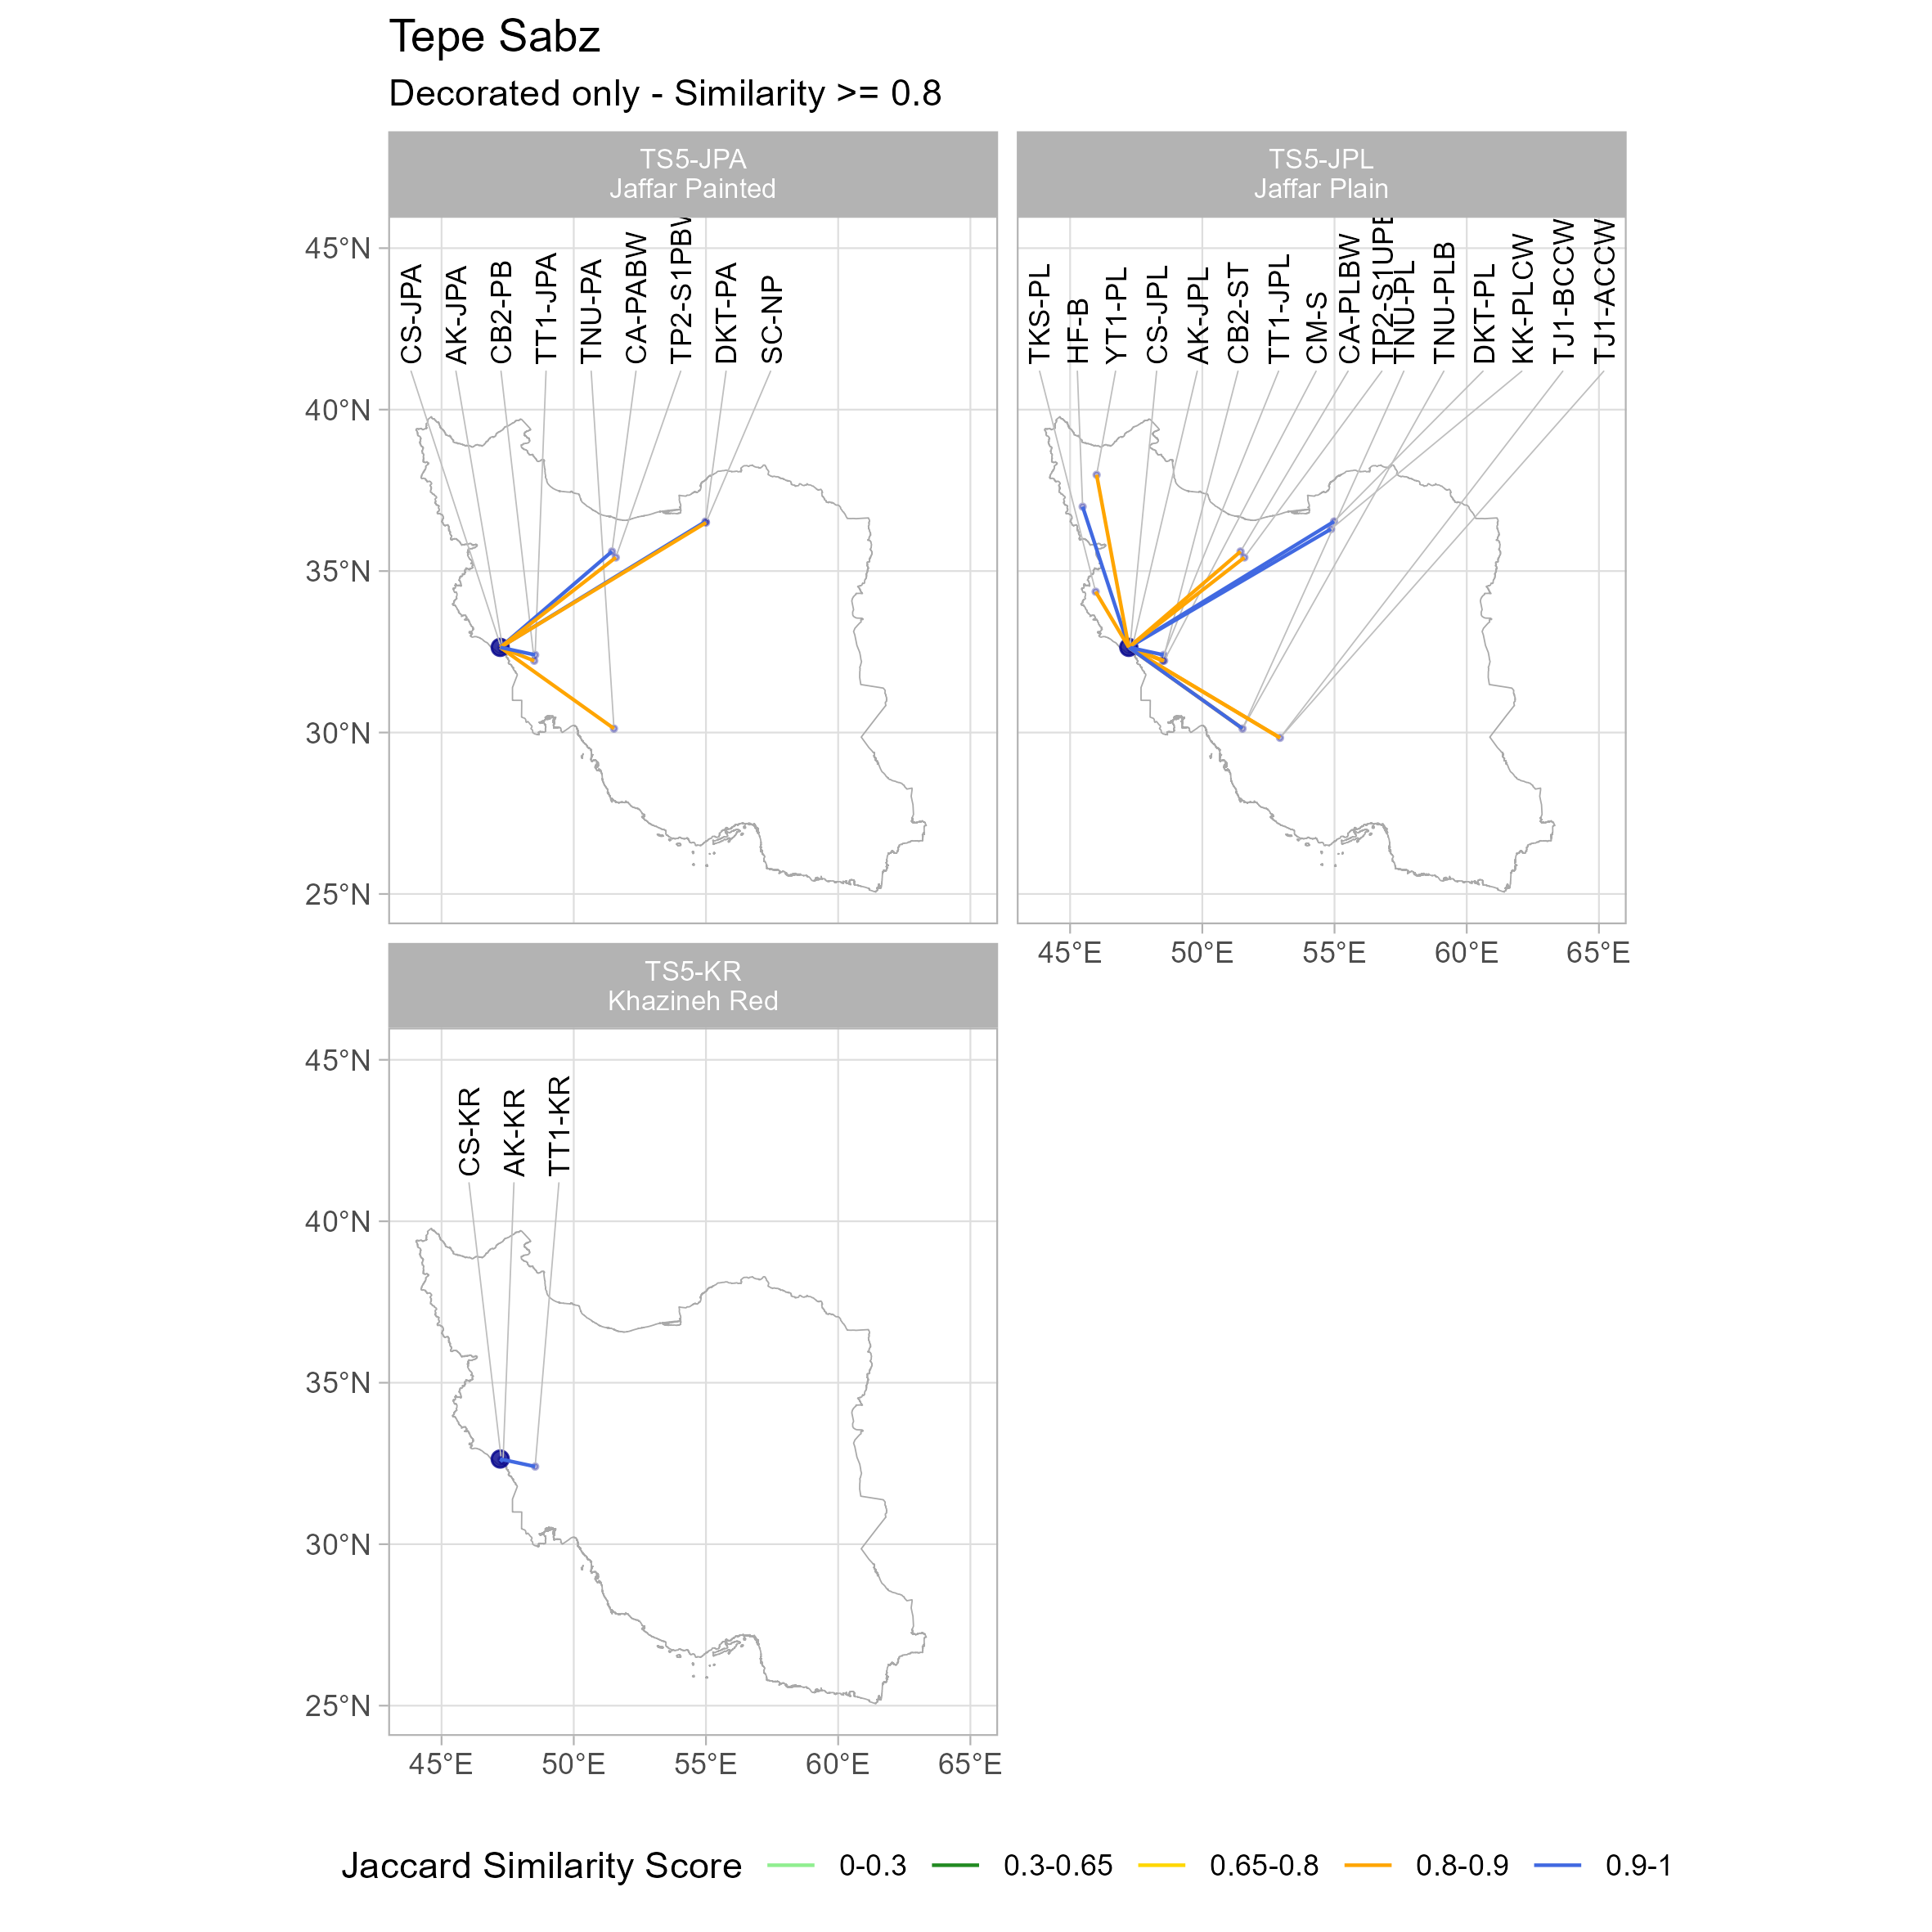 Tepe Sabz
Decorated only - Similarity >= 0.8
TS5-JPA
Jaffar Painted
CS-JPA
AK-JPA
CB2-PB
TT1-JPA
TNU-PA
CA-PABW
TP2-S1PBW
DKT-PA
SC-NP
45°N
40°N
35°N
30°N
25°N
TS5-JPL
Jaffar Plain
TKS-PL
HF-B
YT1-PL
CS-JPL
AK-JPL
CB2-ST
TT1-JPL
CM-S
CA-PLBW
TP2-S1UPB
TNU-PL
TNU-PLB
DKT-PL
KK-PLCW
TJ1-BCCW
TJ1-ACCW
45°E 50°E 55°E 60°E 65°E
TS5-KR
Khazineh Red
CS-KR
AK-KR
TT1-KR
45°N
40°N
35°N
30°N
25°N
45°E 50°E 55°E 60°E 65°E
Jaccard Similarity Score 0-0.3 0.3-0.65 0.65-0.8 0.8-0.9 0.9-1